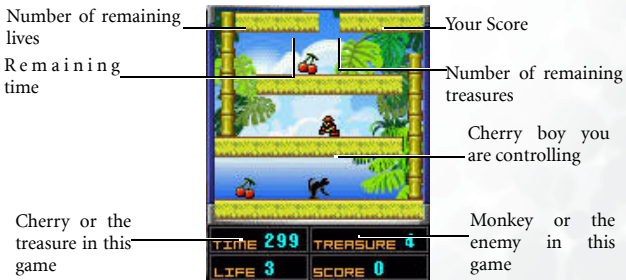 Number of remaining
lives
Remaining
time
Your Score
Number of remaining
treasures
Cherry boy you
are controlling
Cherry or the
treasure in this
game
Monkey or the
enemy in this
game
TIME 299 TREASURE 4
LIFE 3 SCORE 0